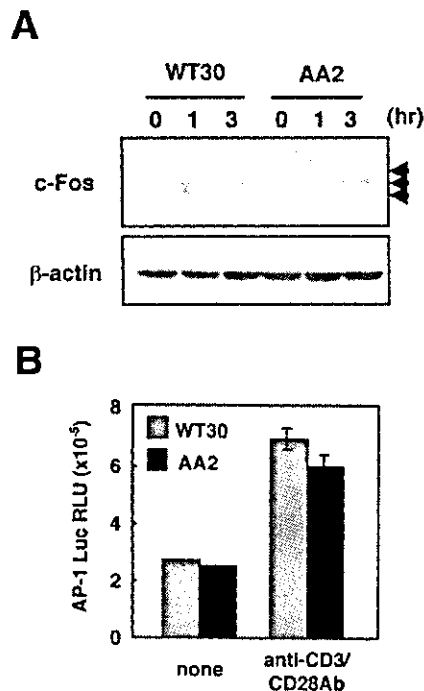 A
WT30 AA2
0 1 3 0 1 3 (hr)
c-Fos
β-actin
B
AP-1 Luc RLU (x10⁻⁵)
8
6
4
2
0
WT30
AA2
none
anti-CD3/
CD28Ab